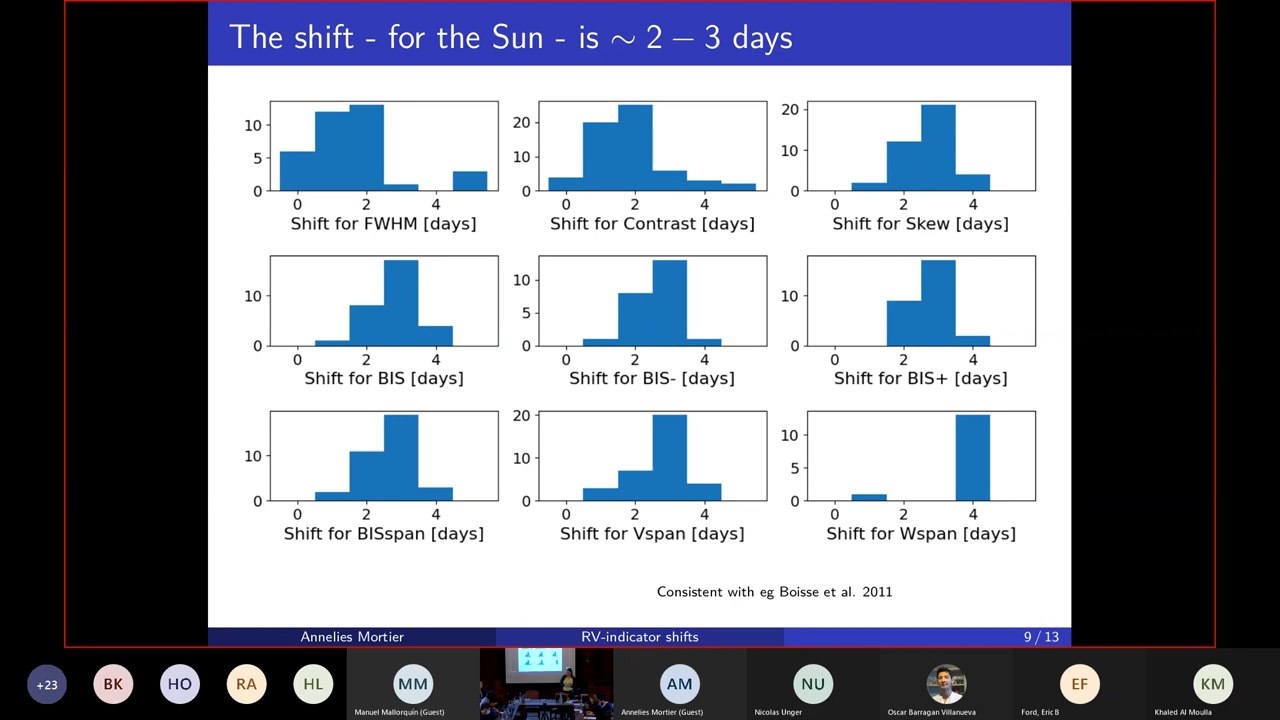 The shift - for the Sun - is ∼ 2 − 3 days
10
5
0
0 2 4
Shift for FWHM [days]
20
10
0
0 2 4
Shift for Contrast [days]
20
10
0
0 2 4
Shift for Skew [days]
10
0
0 2 4
Shift for BIS [days]
10
5
0
0 2 4
Shift for BIS- [days]
10
0
0 2 4
Shift for BIS+ [days]
10
0
0 2 4
Shift for BISspan [days]
20
10
0
0 2 4
Shift for Vspan [days]
10
5
0
0 2 4
Shift for Wspan [days]
Consistent with eg Boisse et al. 2011
Annelies Mortier RV-indicator shifts 9 / 13
+23 BK HO RA HL MM AM NU EF KM
Manuel Mallorquín (Guest) Annelies Mortier (Guest) Nicolas Unger Oscar Barragan Villanueva Ford, Eric B Khaled Al Moulla